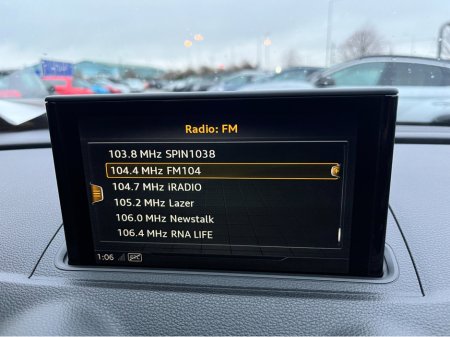 Radio: FM
103.8 MHz SPIN1038
104.4 MHz FM104
104.7 MHz iRADIO
105.2 MHz Lazer
106.0 MHz Newstalk
106.4 MHz RNA LIFE
1:06